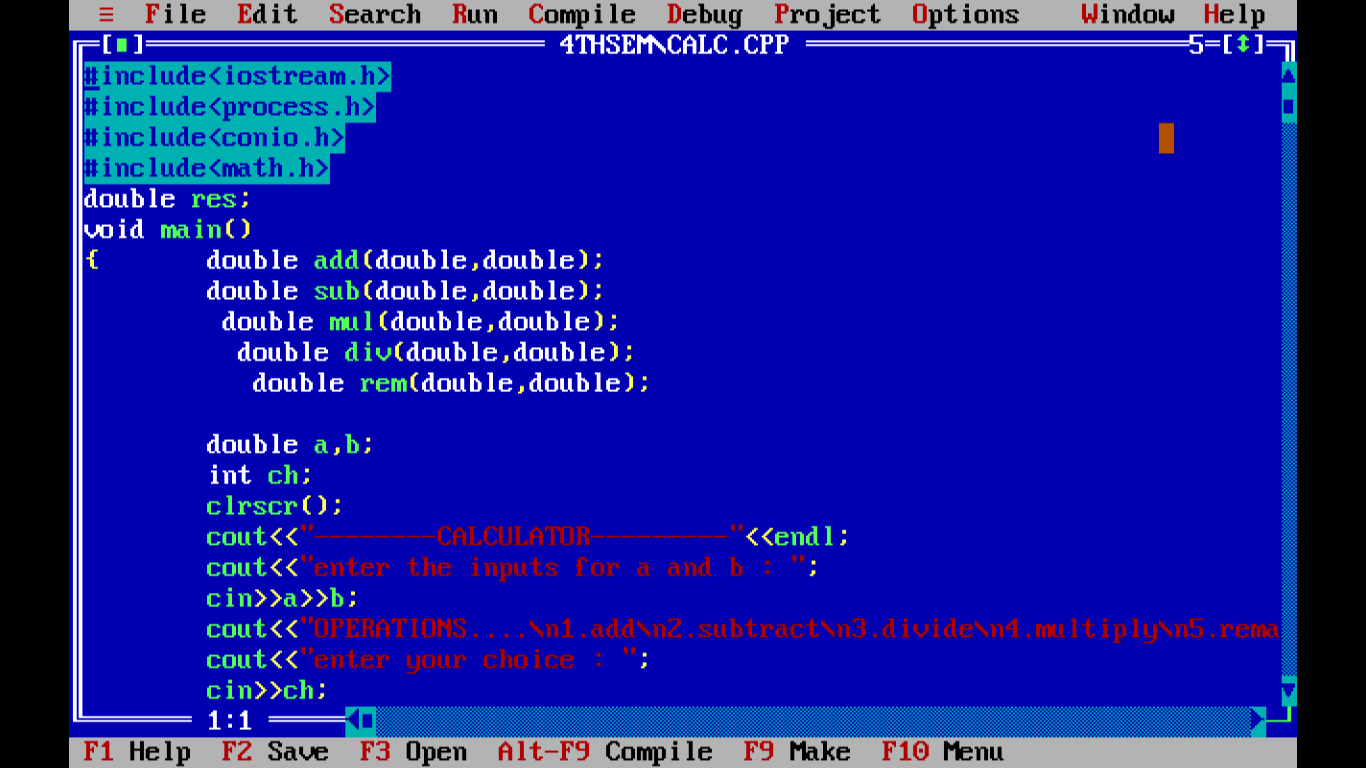 ≡ File Edit Search Run Compile Debug Project Options Window Help
[■] 4THSEM\CALC.CPP 5=[↕]
#include<iostream.h>
#include<process.h>
#include<conio.h>
#include<math.h>
double res;
void main()
{ double add(double,double);
double sub(double,double);
double mul(double,double);
double div(double,double);
double rem(double,double);
double a,b;
int ch;
clrscr();
cout<<"--------CALCULATOR---------"<<endl;
cout<<"enter the inputs for a and b : ";
cin>>a>>b;
cout<<"OPERATIONS....\n1.add\n2.subtract\n3.divide\n4.multiply\n5.rema
cout<<"enter your choice : ";
cin>>ch;
1:1
F1 Help F2 Save F3 Open Alt-F9 Compile F9 Make F10 Menu